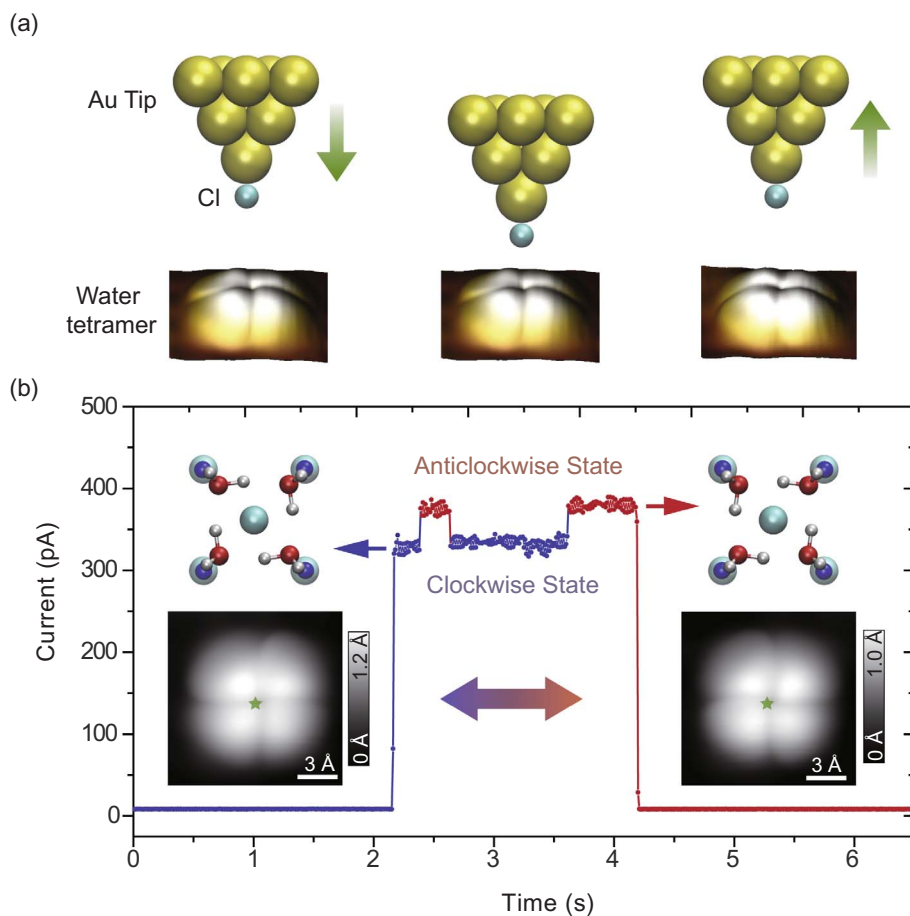 (a)
Au Tip
Cl
Water
tetramer
(b)
500
400
300
200
100
0
Current (pA)
Anticlockwise State
Clockwise State
1.2 Å
0 Å
3 Å
1.0 Å
0 Å
3 Å
0 1 2 3 4 5 6
Time (s)